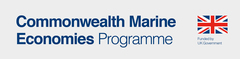 Commonwealth Marine
Economies Programme
Funded by
UK Government